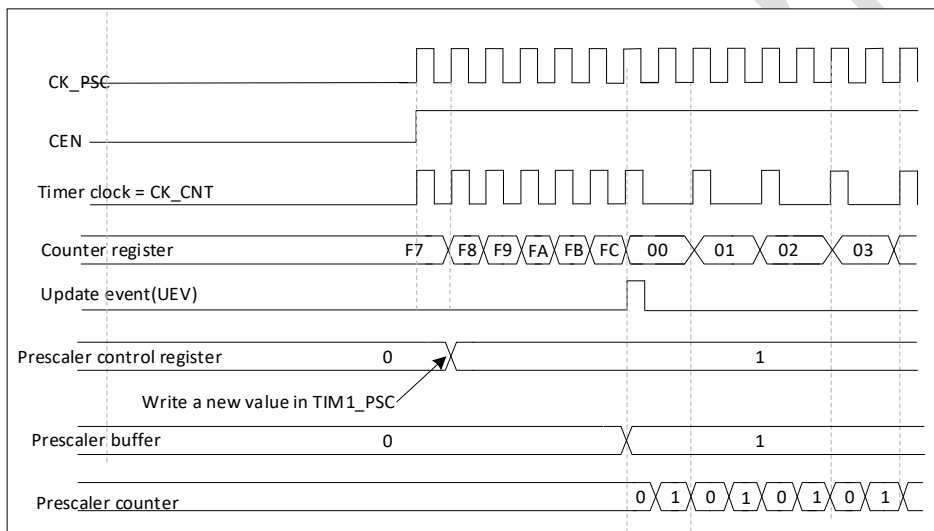 CK_PSC
CEN
Timer clock = CK_CNT
Counter register F7 F8 F9 FA FB FC 00 01 02 03
Update event(UEV)
Prescaler control register 0 1
Write a new value in TIM1_PSC
Prescaler buffer 0 1
Prescaler counter 0 1 0 1 0 1 0 1